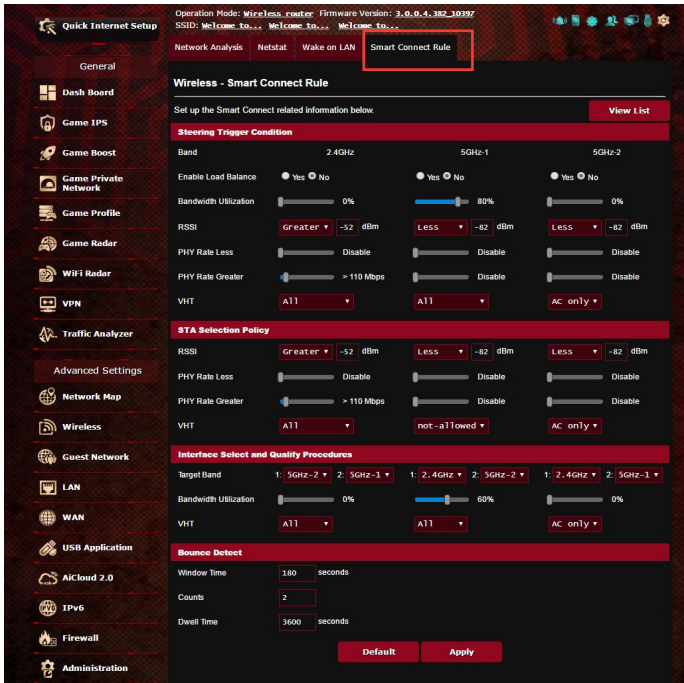 Quick Internet Setup
General
Dash Board
Game IPS
Game Boost
Game Private
Network
Game Profile
Game Radar
WiFi Radar
VPN
Traffic Analyzer
Advanced Settings
Network Map
Wireless
Guest Network
LAN
WAN
USB Application
AiCloud 2.0
IPv6
Firewall
Administration
Operation Mode: Wireless router Firmware Version: 3.0.0.4.382_10397
SSID: Welcome to... Welcome to... Welcome to...
Network Analysis Netstat Wake on LAN Smart Connect Rule
Wireless - Smart Connect Rule
Set up the Smart Connect related information below. View List
Steering Trigger Condition
Band 2.4GHz 5GHz-1 5GHz-2
Enable Load Balance Yes No Yes No Yes No
Bandwidth Utilization 0% 80% 0%
RSSI Greater -52 dBm Less -82 dBm Less -82 dBm
PHY Rate Less Disable Disable Disable
PHY Rate Greater > 110 Mbps Disable Disable
VHT All All AC only
STA Selection Policy
RSSI Greater -52 dBm Less -82 dBm Less -82 dBm
PHY Rate Less Disable Disable Disable
PHY Rate Greater > 110 Mbps Disable Disable
VHT All not-allowed AC only
Interface Select and Qualify Procedures
Target Band 1: 5GHz-2 2: 5GHz-1 1: 2.4GHz 2: 5GHz-2 1: 2.4GHz 2: 5GHz-1
Bandwidth Utilization 0% 60% 0%
VHT All All AC only
Bounce Detect
Window Time 180 seconds
Counts 2
Dwell Time 3600 seconds
Default Apply